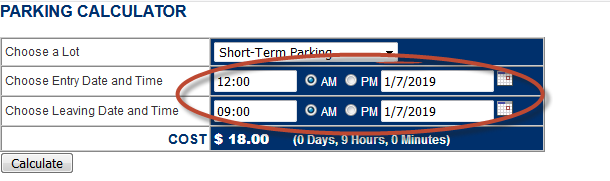 PARKING CALCULATOR
Choose a Lot Short-Term Parking
Choose Entry Date and Time 12:00 AM PM 1/7/2019
Choose Leaving Date and Time 09:00 AM PM 1/7/2019
COST $ 18.00 (0 Days, 9 Hours, 0 Minutes)
Calculate